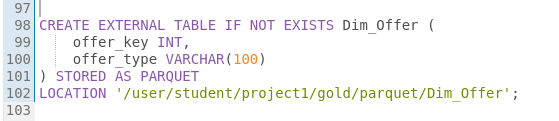 97
98 CREATE EXTERNAL TABLE IF NOT EXISTS Dim_Offer (
99     offer_key INT,
100     offer_type VARCHAR(100)
101 ) STORED AS PARQUET
102 LOCATION '/user/student/project1/gold/parquet/Dim_Offer';
103